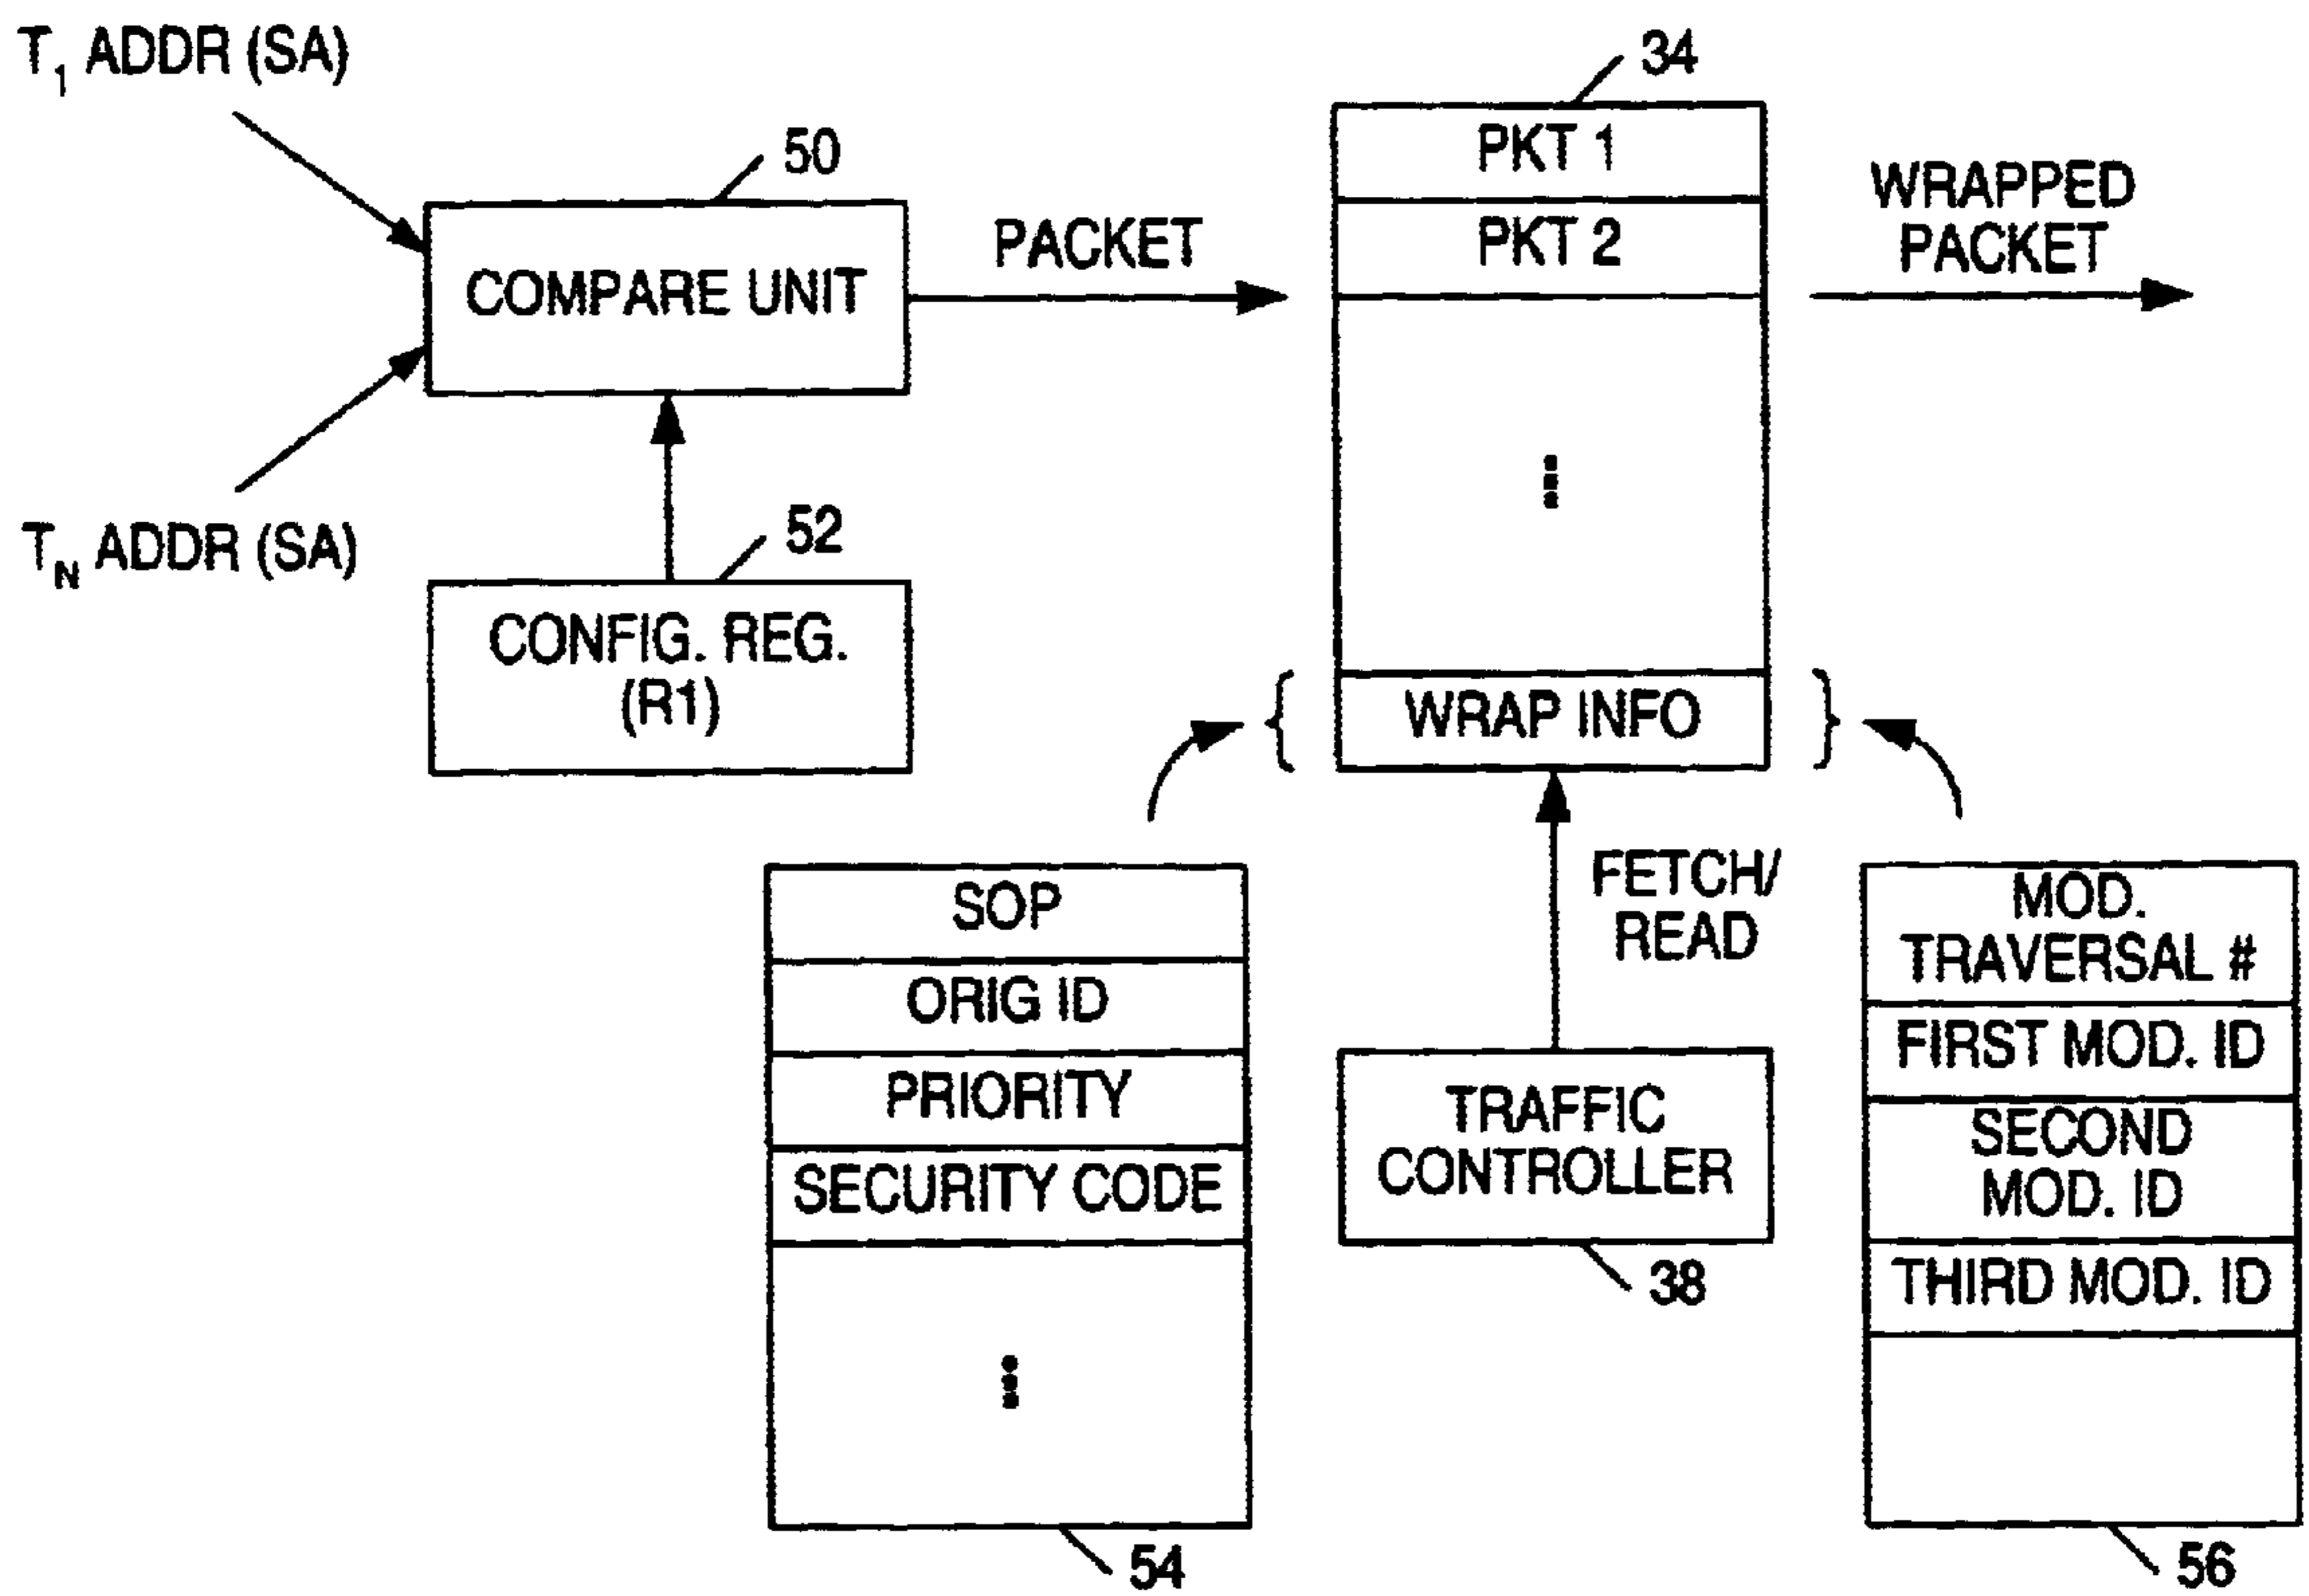 T1 ADDR (SA)
34
50
PKT 1
PKT 2
WRAPPED
PACKET
COMPARE UNIT
PACKET
TN ADDR (SA)
52
CONFIG. REG.
(R1)
WRAP INFO
FETCH/
READ
SOP
ORIG ID
PRIORITY
SECURITY CODE
54
TRAFFIC
CONTROLLER
38
MOD.
TRAVERSAL #
FIRST MOD. ID
SECOND
MOD. ID
THIRD MOD. ID
56